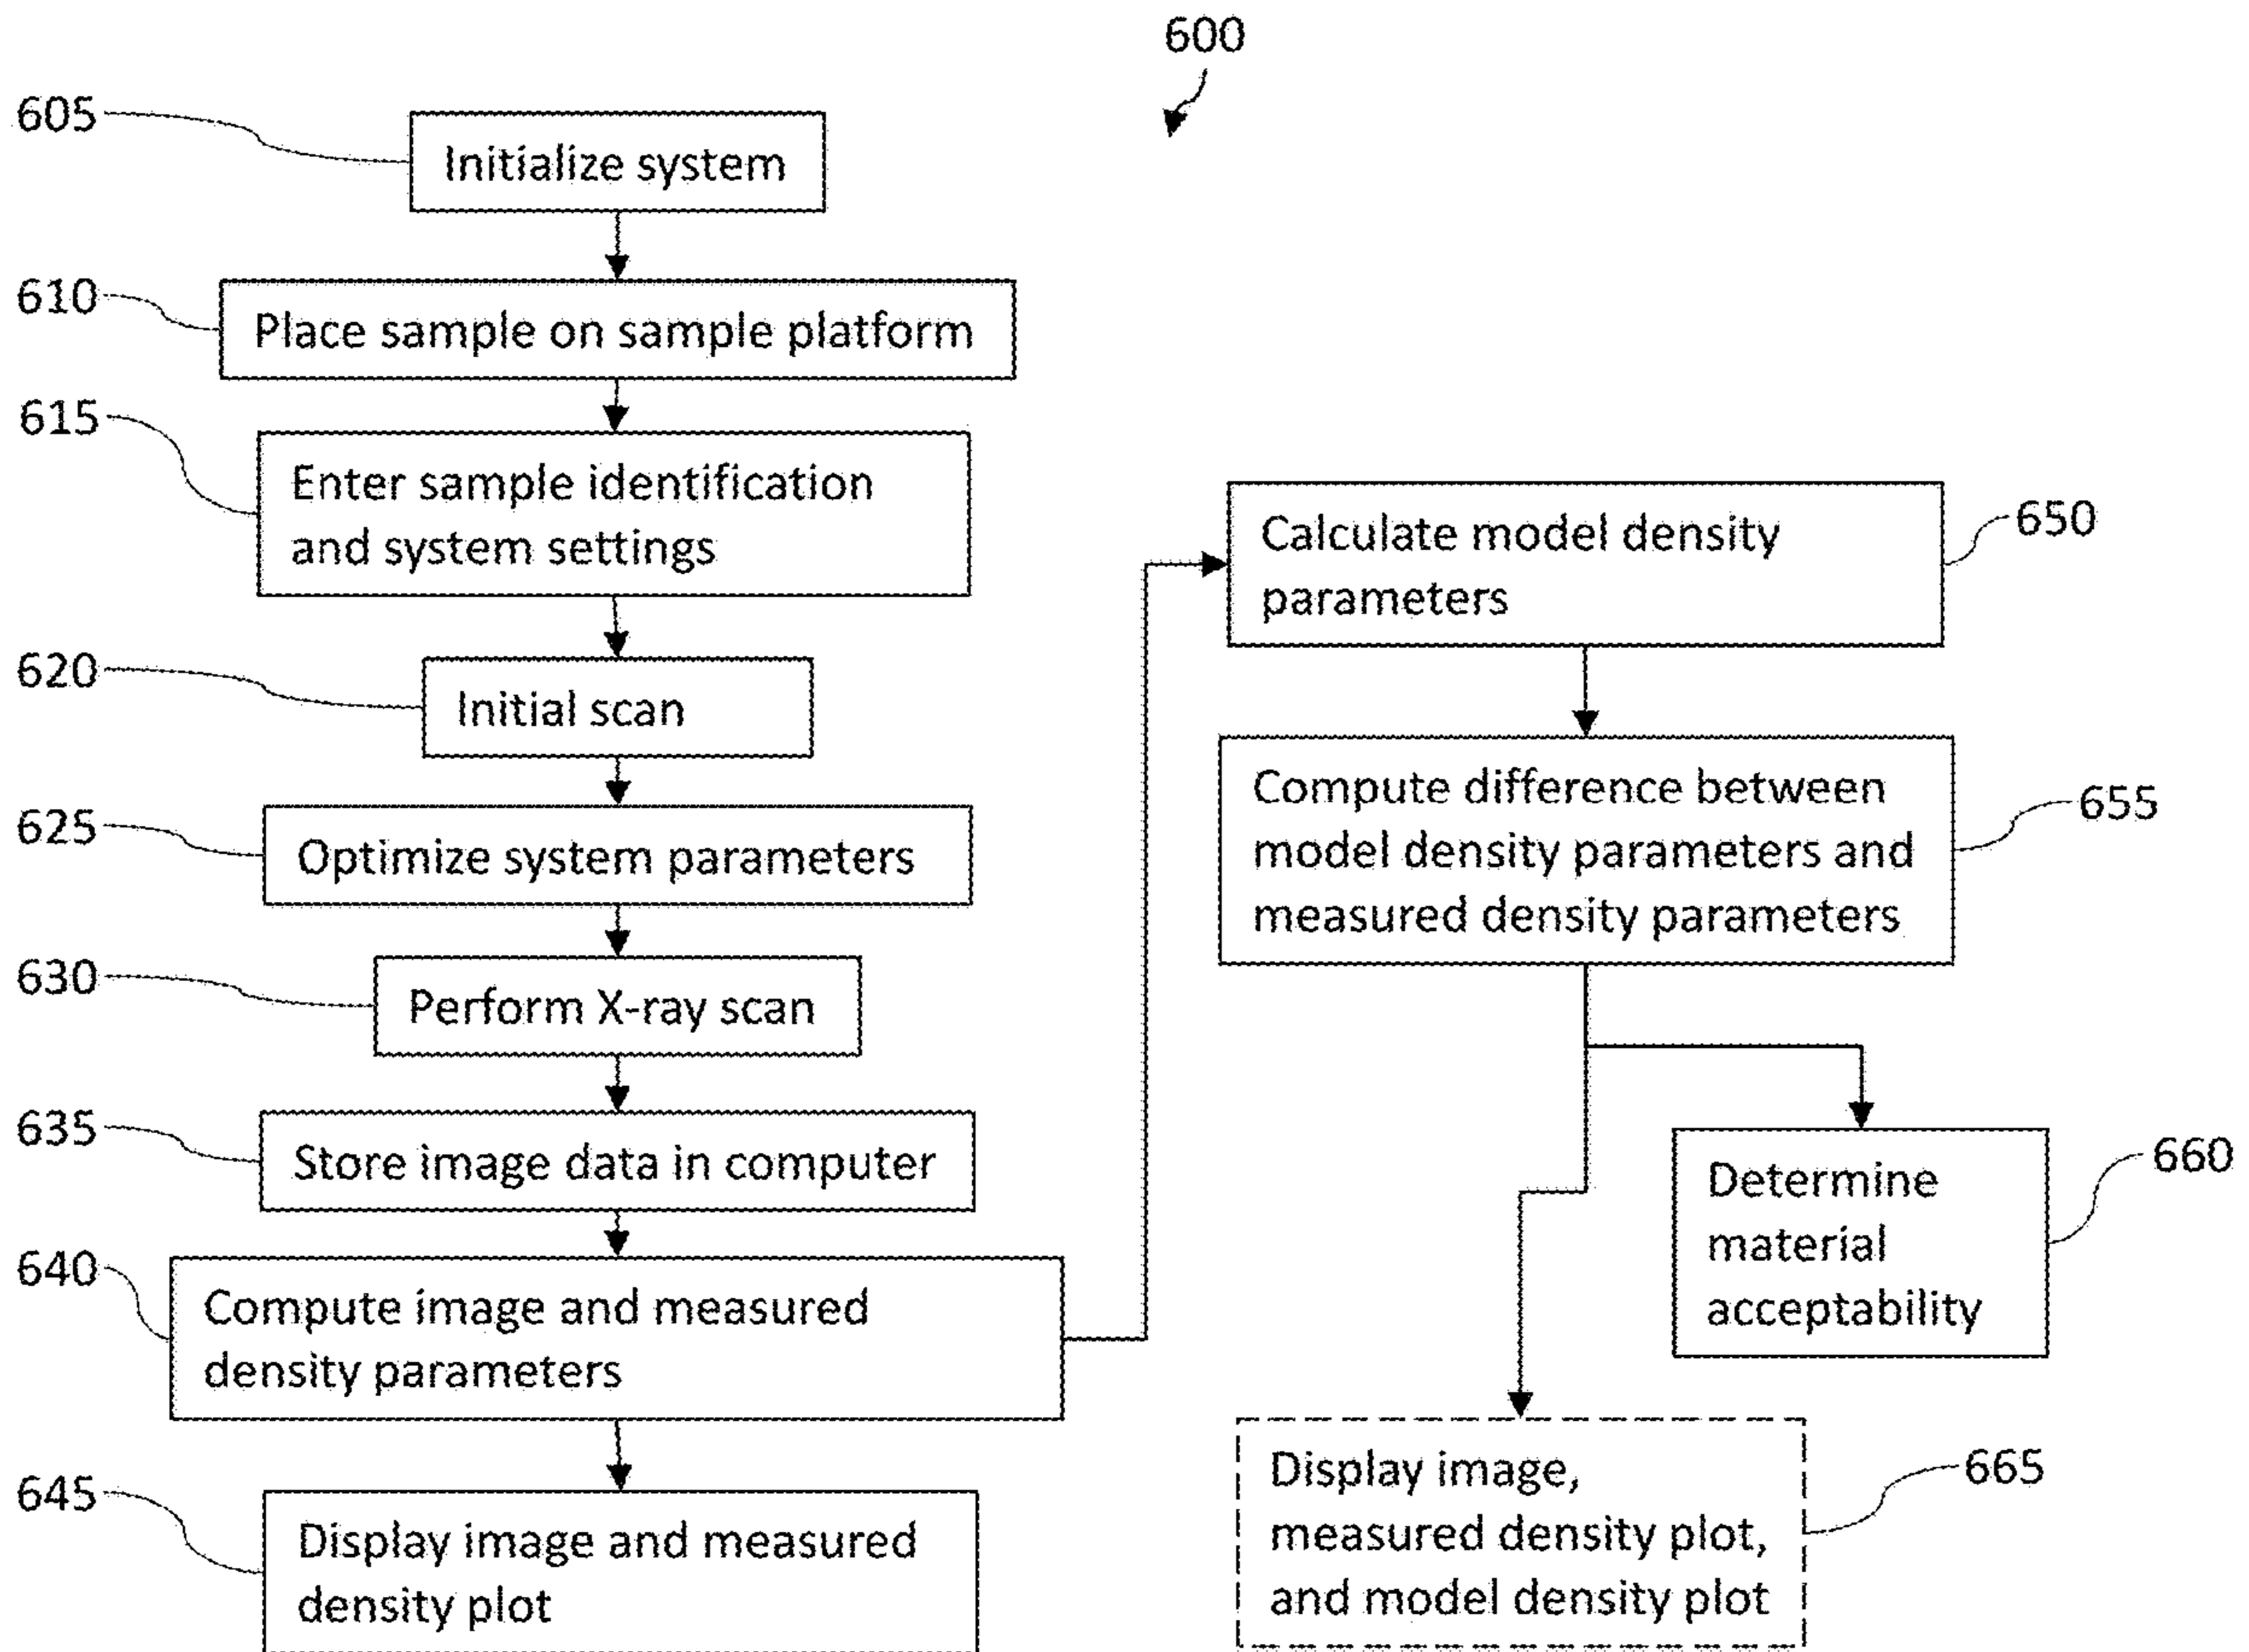 600
605
Initialize system
610
Place sample on sample platform
615
Enter sample identification
and system settings
620
Initial scan
625
Optimize system parameters
630
Perform X-ray scan
635
Store image data in computer
640
Compute image and measured
density parameters
645
Display image and measured
density plot
650
Calculate model density
parameters
655
Compute difference between
model density parameters and
measured density parameters
660
Determine
material
acceptability
665
Display image,
measured density plot,
and model density plot